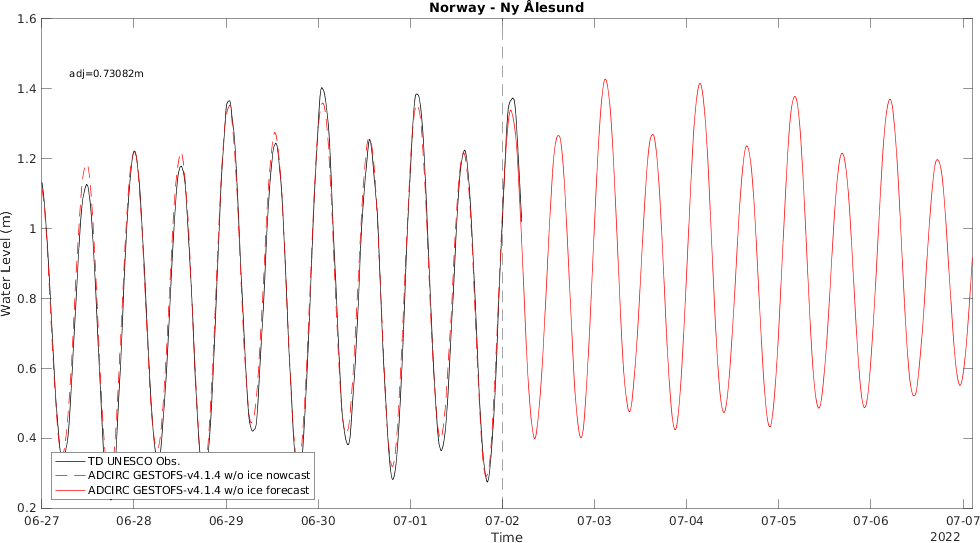 Norway - Ny Ålesund
1.6
1.4
1.2
1
0.8
0.6
0.4
0.2
Water Level (m)
adj=0.73082m
TD UNESCO Obs.
ADCIRC GESTOFS-v4.1.4 w/o ice nowcast
ADCIRC GESTOFS-v4.1.4 w/o ice forecast
06-27 06-28 06-29 06-30 07-01 07-02 07-03 07-04 07-05 07-06 07-07
Time
2022